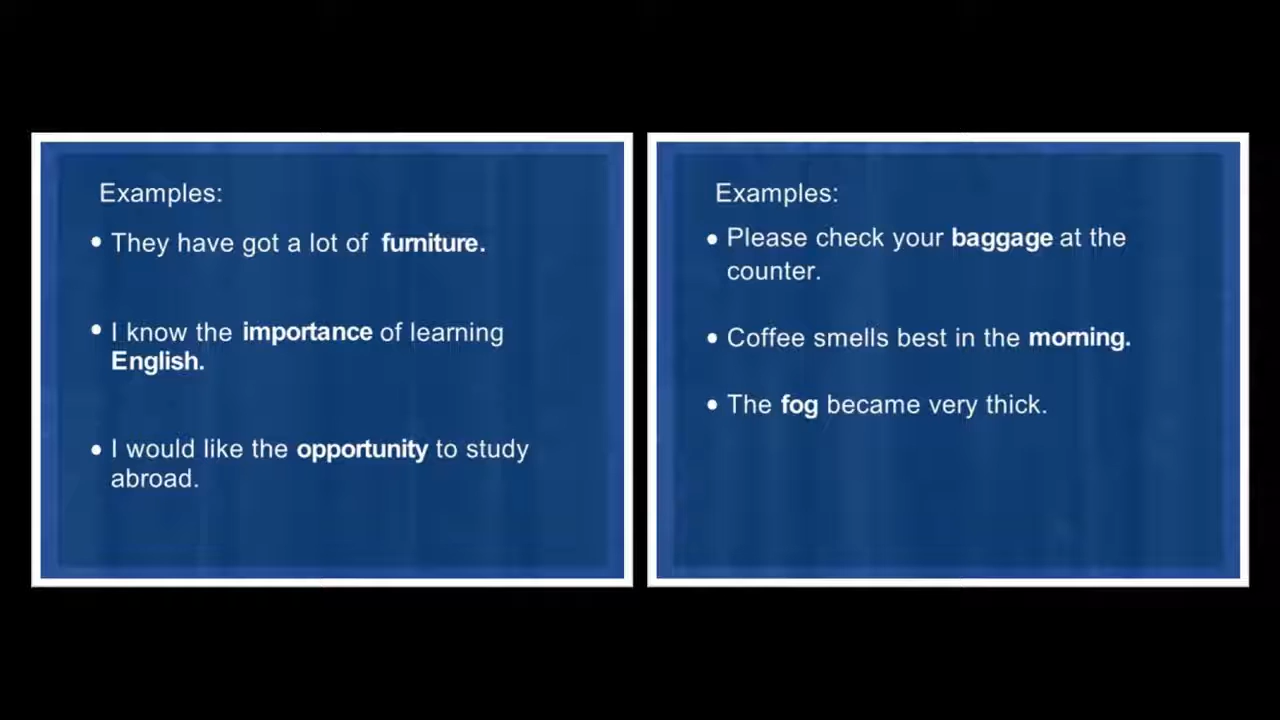 Examples:
• They have got a lot of furniture.
• I know the importance of learning
English.
• I would like the opportunity to study
abroad.
Examples:
• Please check your baggage at the
counter.
• Coffee smells best in the morning.
• The fog became very thick.